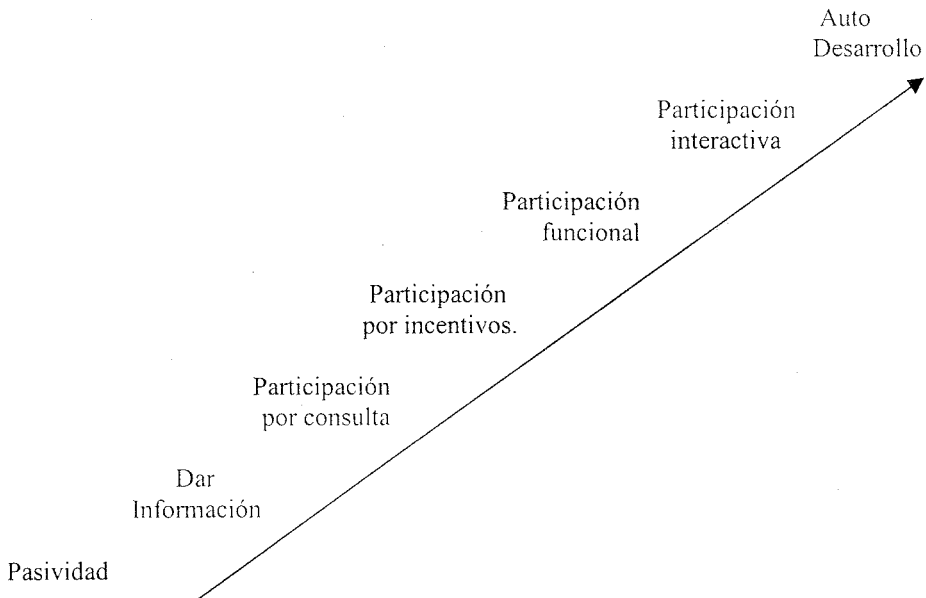 Auto
Desarrollo
Participación
interactiva
Participación
funcional
Participación
por incentivos.
Participación
por consulta
Dar
Información
Pasividad